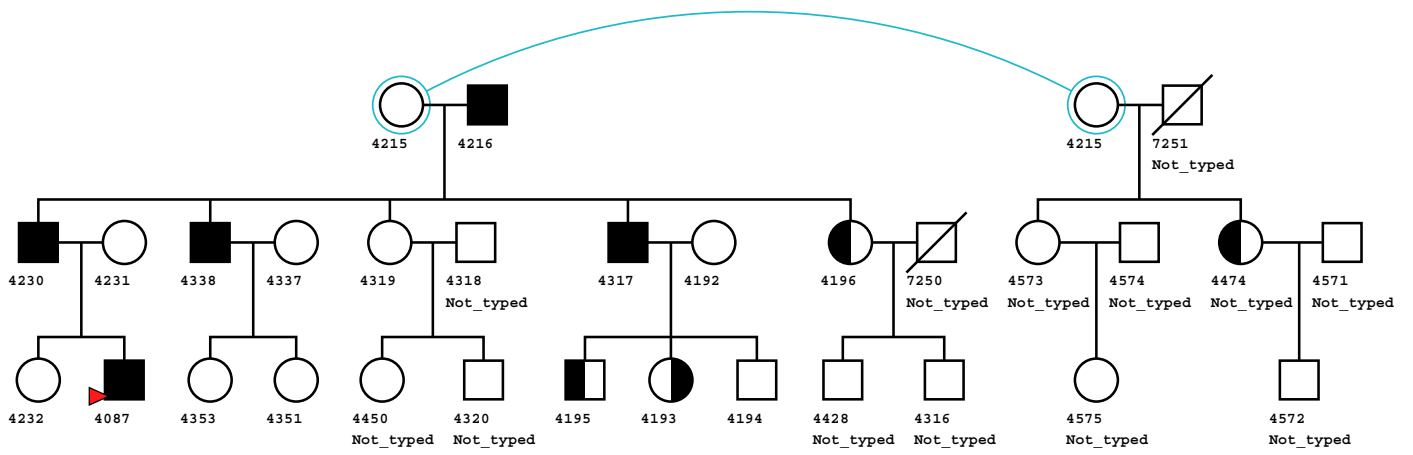 4215 4216 4215 7251
Not_typed
4230 4231 4338 4337 4319 4318 4317 4192 4196 7250 4573 4574 4474 4571
Not_typed Not_typed Not_typed Not_typed Not_typed Not_typed
4232 4087 4353 4351 4450 4320 4195 4193 4194 4428 4316 4575 4572
Not_typed Not_typed Not_typed Not_typed Not_typed Not_typed